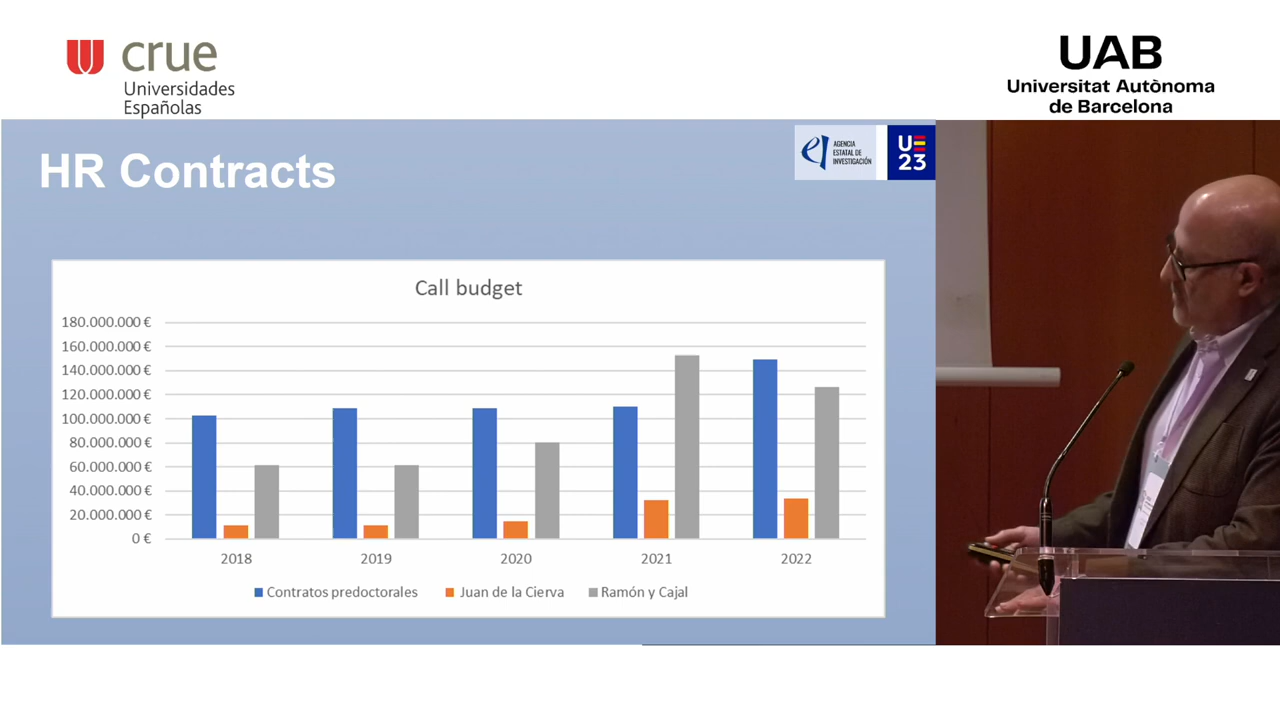 crue
Universidades
Españolas
UAB
Universitat Autònoma
de Barcelona
HR Contracts
AGENCIA
ESTATAL DE
INVESTIGACIÓN
UE
23
Call budget
180.000.000 €
160.000.000 €
140.000.000 €
120.000.000 €
100.000.000 €
80.000.000 €
60.000.000 €
40.000.000 €
20.000.000 €
0 €
2018 2019 2020 2021 2022
Contratos predoctorales Juan de la Cierva Ramón y Cajal